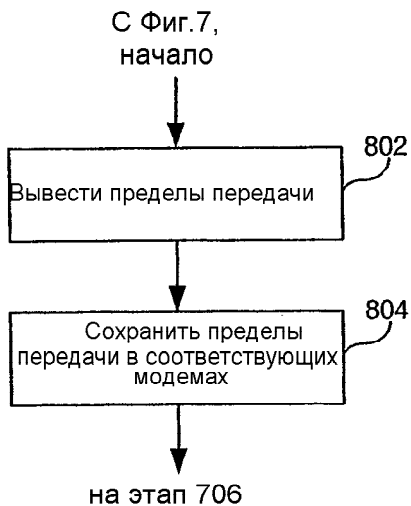 С Фиг.7,
начало
802
Вывести пределы передачи
804
Сохранить пределы
передачи в соответствующих
модемах
на этап 706